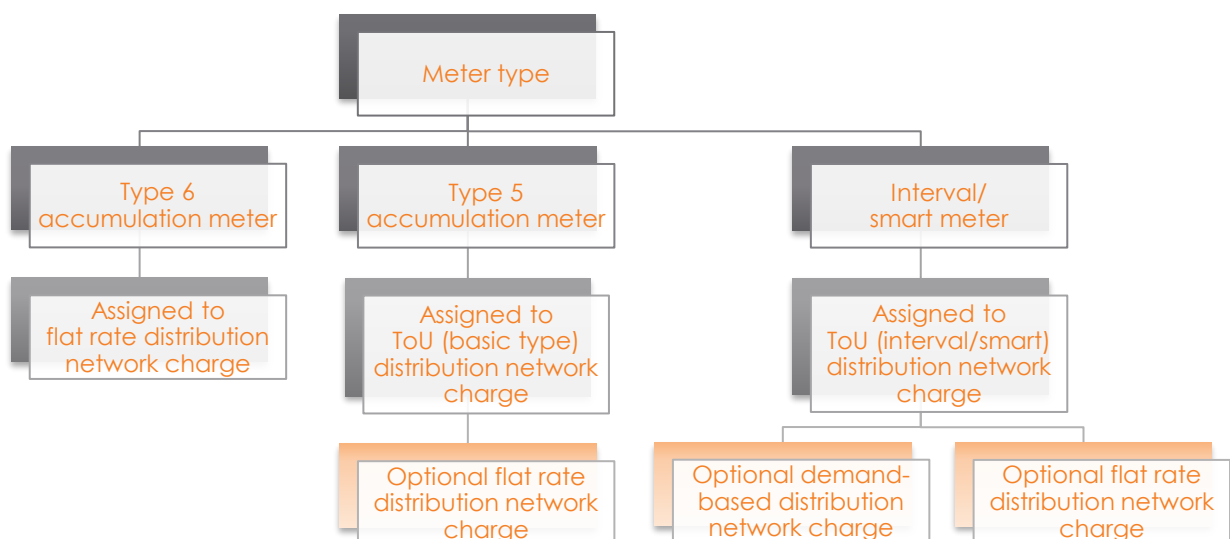 Meter type
Type 6
accumulation meter
Type 5
accumulation meter
Interval/
smart meter
Assigned to
flat rate distribution
network charge
Assigned to
ToU (basic type)
distribution network
charge
Assigned to
ToU (interval/smart)
distribution network
charge
Optional flat rate
distribution network
charge
Optional demand-
based distribution
network charge
Optional flat rate
distribution network
charge